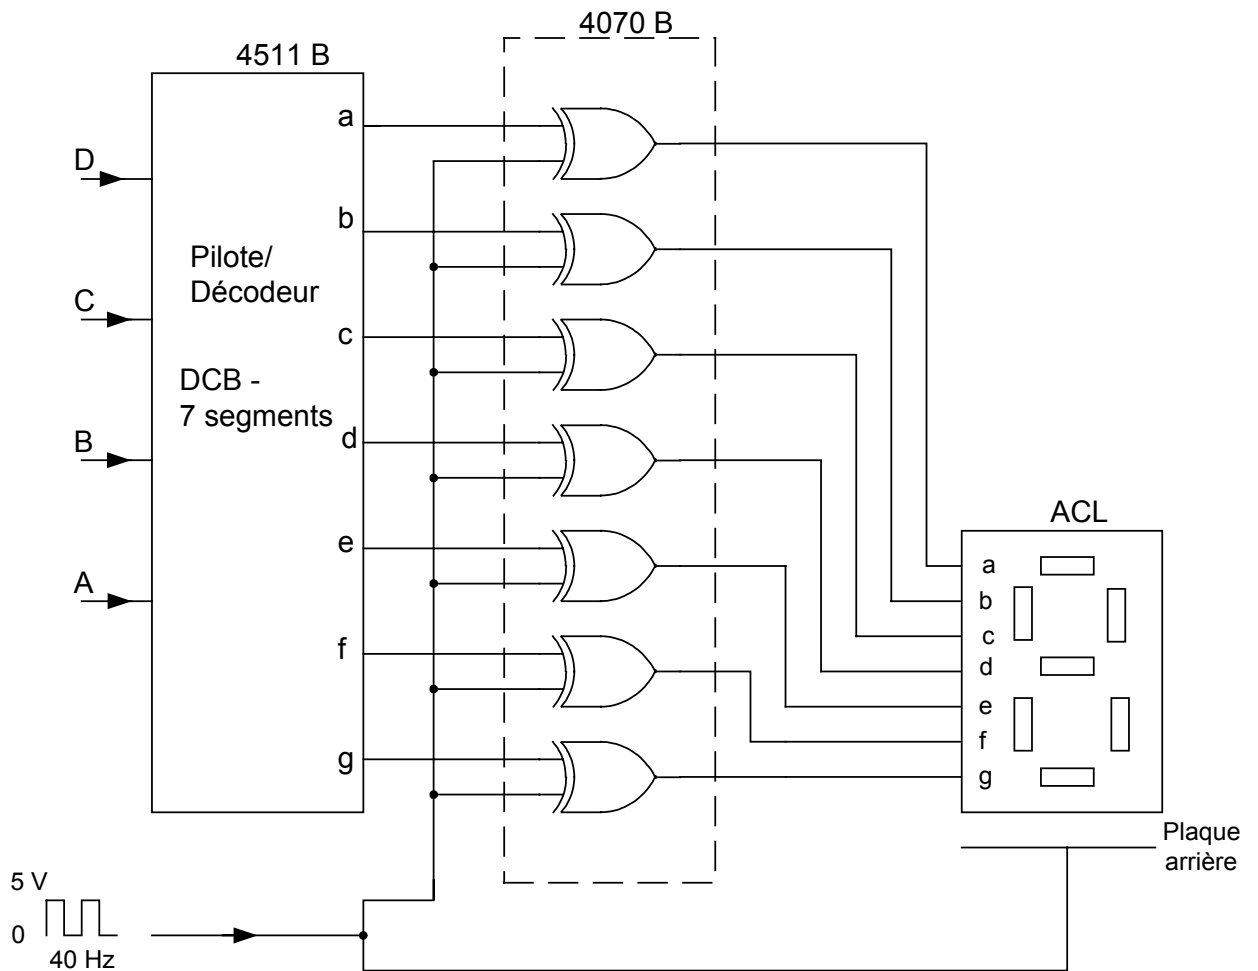 4070 B
4511 B
a
D
b
Pilote/
Décodeur
C
c
DCB -
7 segments
d
B
e
ACL
a
A
b
c
f
d
e
f
g
g
Plaque
arrière
5 V
0
40 Hz